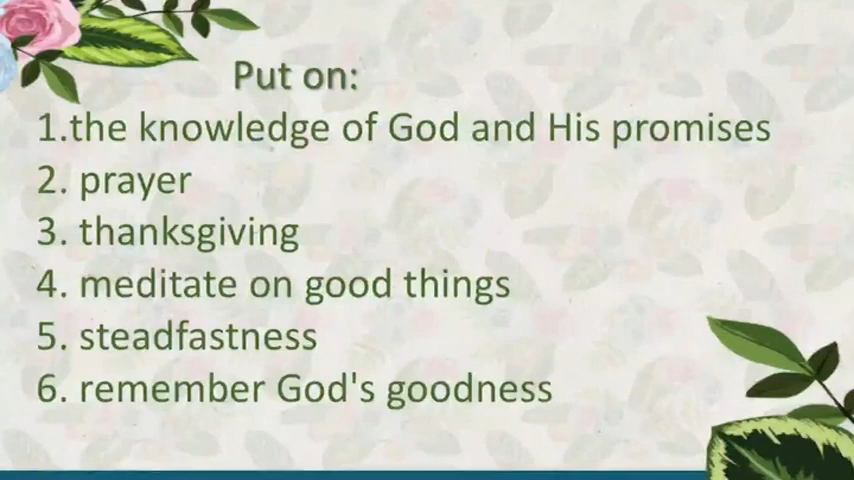 Put on:
1.the knowledge of God and His promises
2. prayer
3. thanksgiving
4. meditate on good things
5. steadfastness
6. remember God's goodness